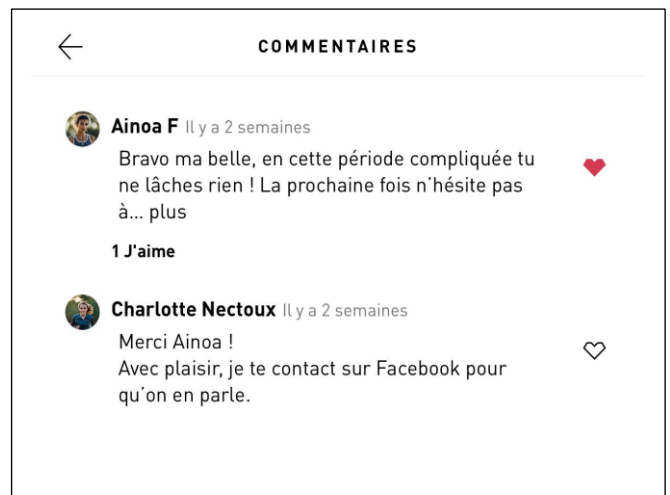 COMMENTAIRES
Ainoa F Il y a 2 semaines
Bravo ma belle, en cette période compliquée tu
ne lâches rien ! La prochaine fois n'hésite pas
à... plus
1 J'aime
Charlotte Nectoux Il y a 2 semaines
Merci Ainoa !
Avec plaisir, je te contact sur Facebook pour
qu'on en parle.